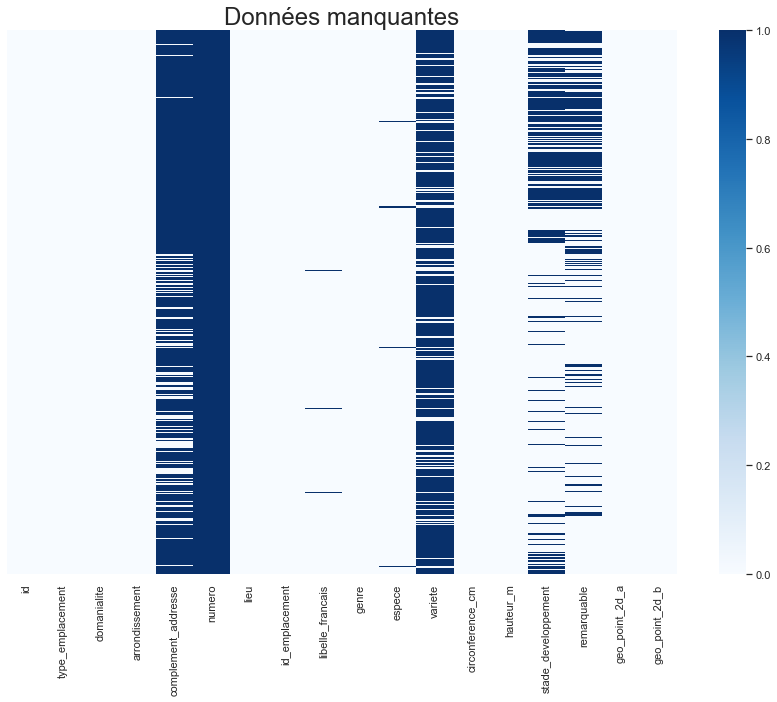 Données manquantes
1.0
0.8
0.6
0.4
0.2
0.0
id
type_emplacement
domanialite
arrondissement
complement_addresse
numero
lieu
id_emplacement
libelle_francais
genre
espece
variete
circonference_cm
hauteur_m
stade_developpement
remarquable
geo_point_2d_a
geo_point_2d_b